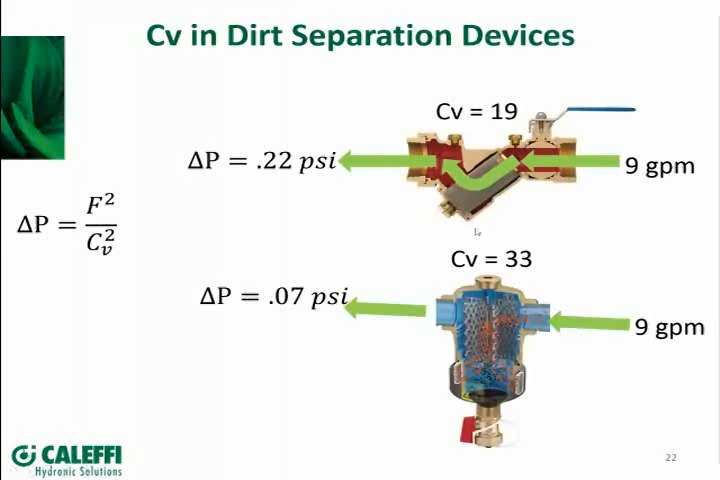 Cv in Dirt Separation Devices
Cv = 19
ΔP = .22 psi
9 gpm
ΔP = F²/C_v²
Cv = 33
ΔP = .07 psi
9 gpm
CALEFFI
Hydronic Solutions
22